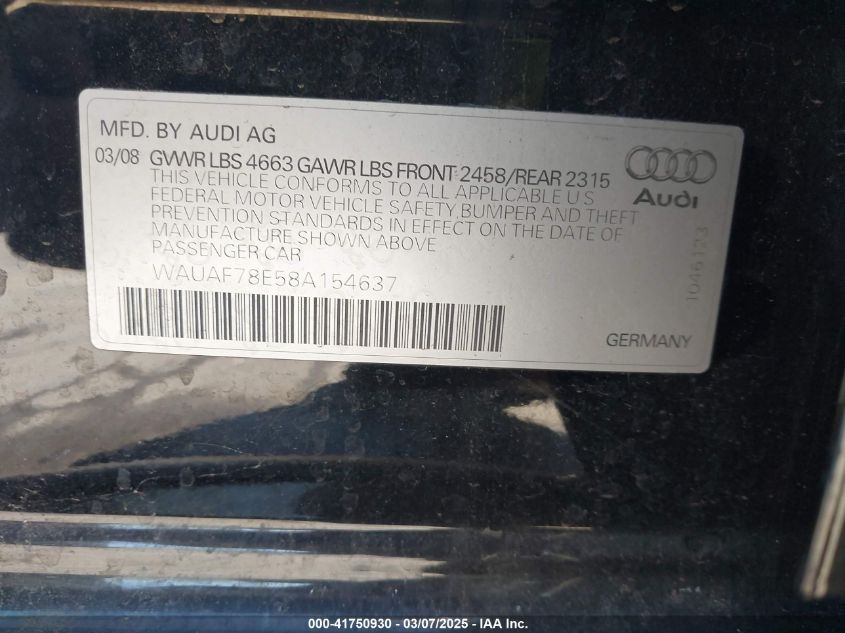 MFD. BY AUDI AG
03/08 GVWR LBS 4663 GAWR LBS FRONT 2458/REAR 2315
THIS VEHICLE CONFORMS TO ALL APPLICABLE U S
FEDERAL MOTOR VEHICLE SAFETY, BUMPER AND THEFT
PREVENTION STANDARDS IN EFFECT ON THE DATE OF
MANUFACTURE SHOWN ABOVE
PASSENGER CAR
WAUAF78E58A154637
Audi
1046123
GERMANY
000-41750930 - 03/07/2025 - IAA Inc.